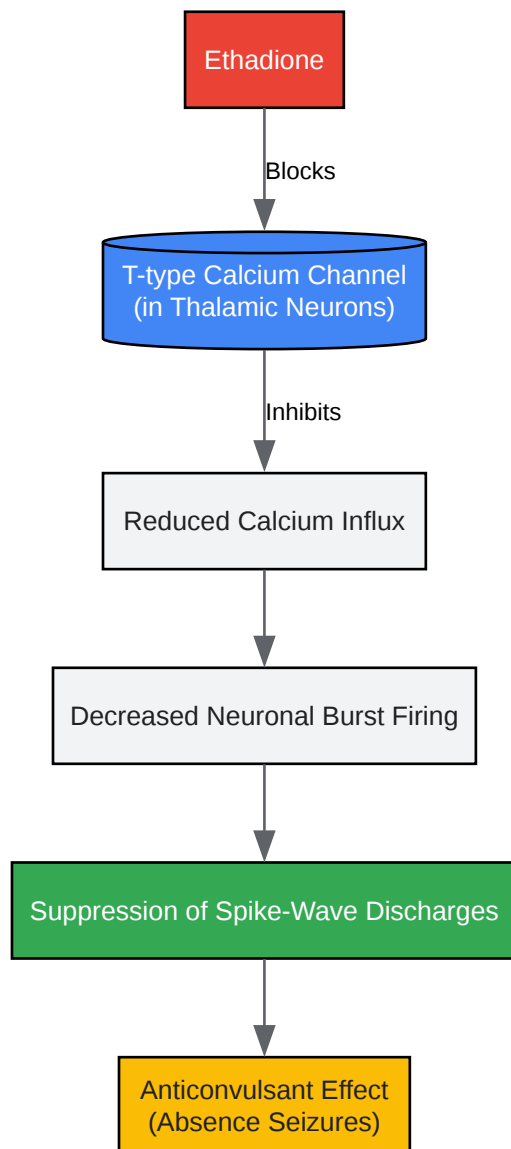 Ethadione
Blocks
T-type Calcium Channel
(in Thalamic Neurons)
Inhibits
Reduced Calcium Influx
Decreased Neuronal Burst Firing
Suppression of Spike-Wave Discharges
Anticonvulsant Effect
(Absence Seizures)